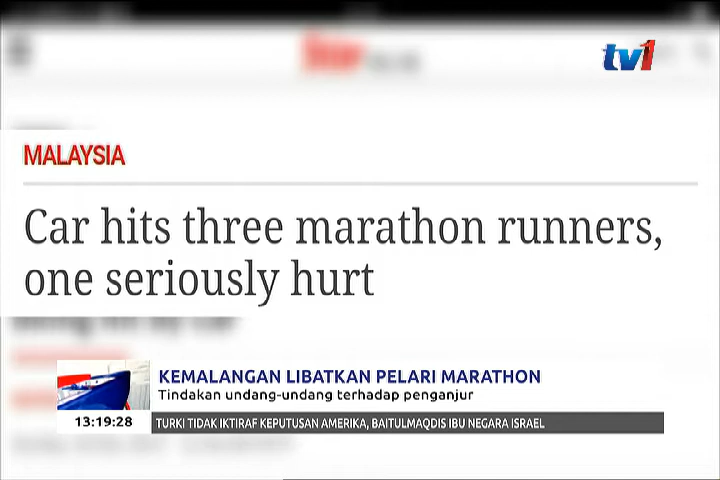 tv1
MALAYSIA
Car hits three marathon runners,
one seriously hurt
KEMALANGAN LIBATKAN PELARI MARATHON
Tindakan undang-undang terhadap penganjur
13:19:28
TURKI TIDAK IKTIRAF KEPUTUSAN AMERIKA, BAITULMAQDIS IBU NEGARA ISRAEL